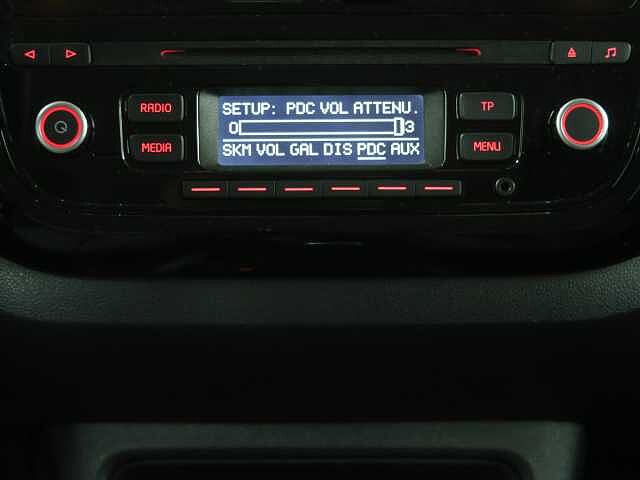 RADIO
MEDIA
SETUP: PDC VOL ATTENU.
0 3
SKM VOL GAL DIS PDC AUX
TP
MENU